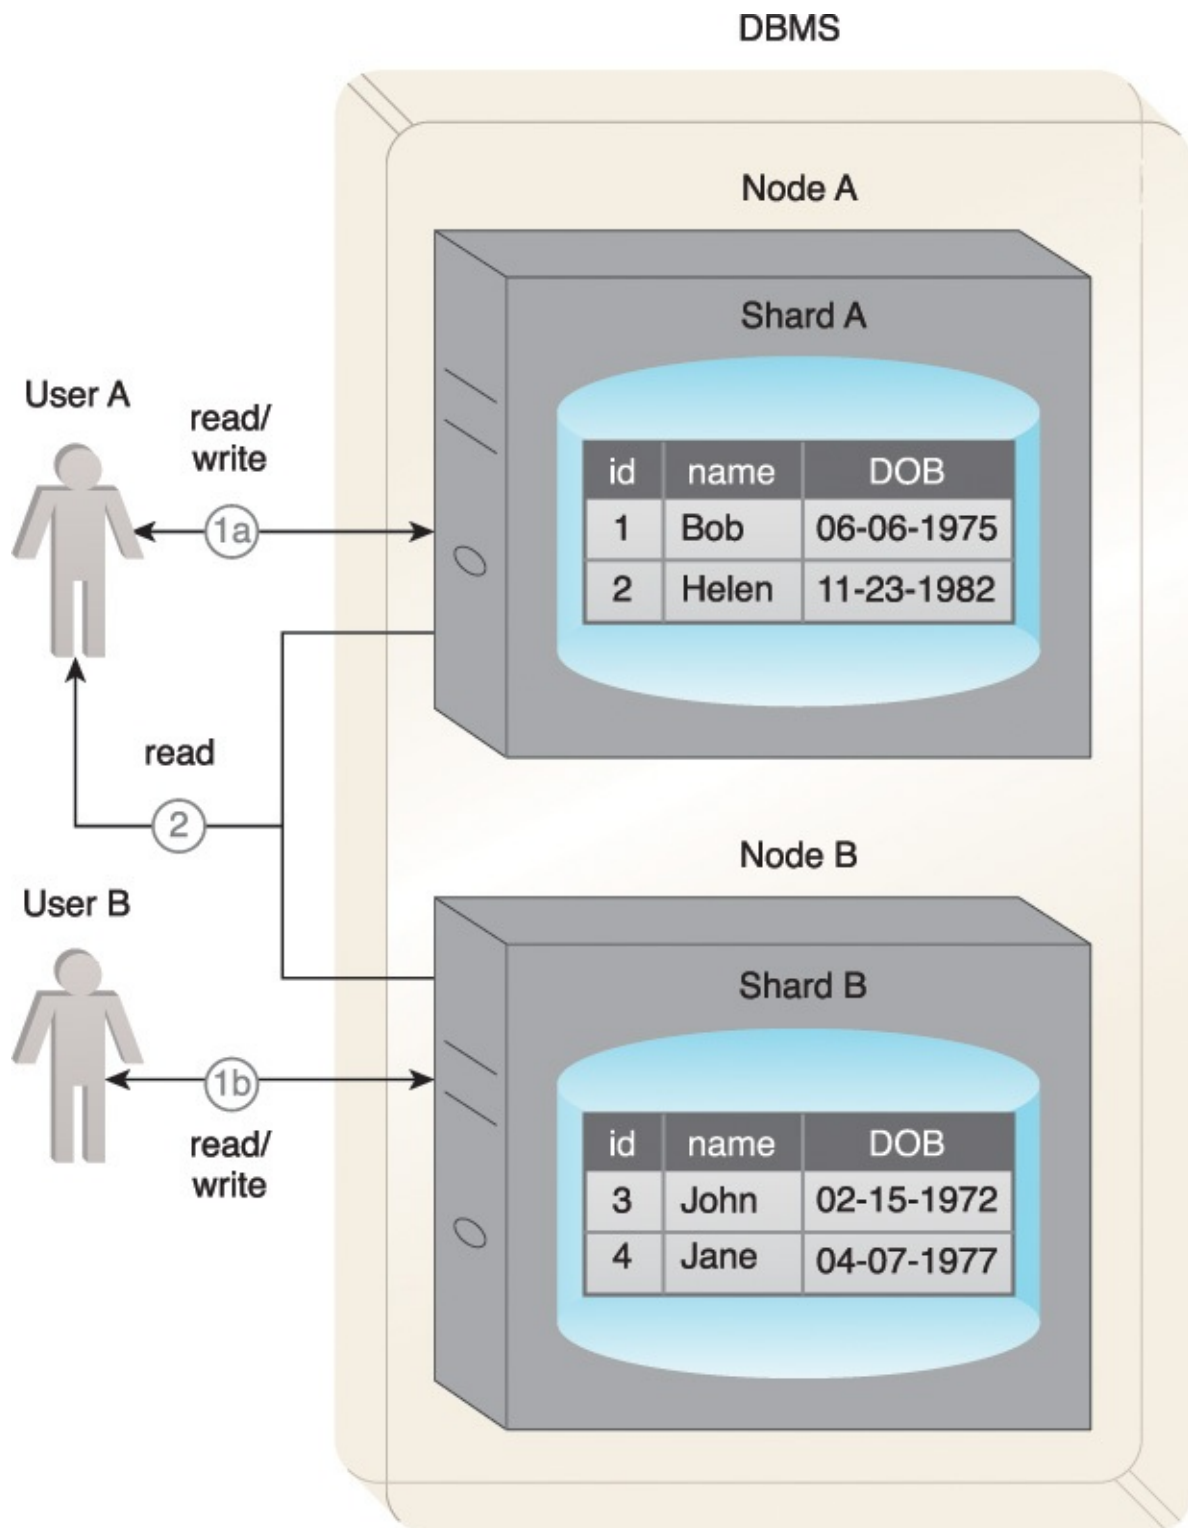 DBMS
Node A
Shard A
User A
read/
write
1a
id name DOB
1 Bob 06-06-1975
2 Helen 11-23-1982
read
2
Node B
User B
Shard B
1b
read/
write
id name DOB
3 John 02-15-1972
4 Jane 04-07-1977